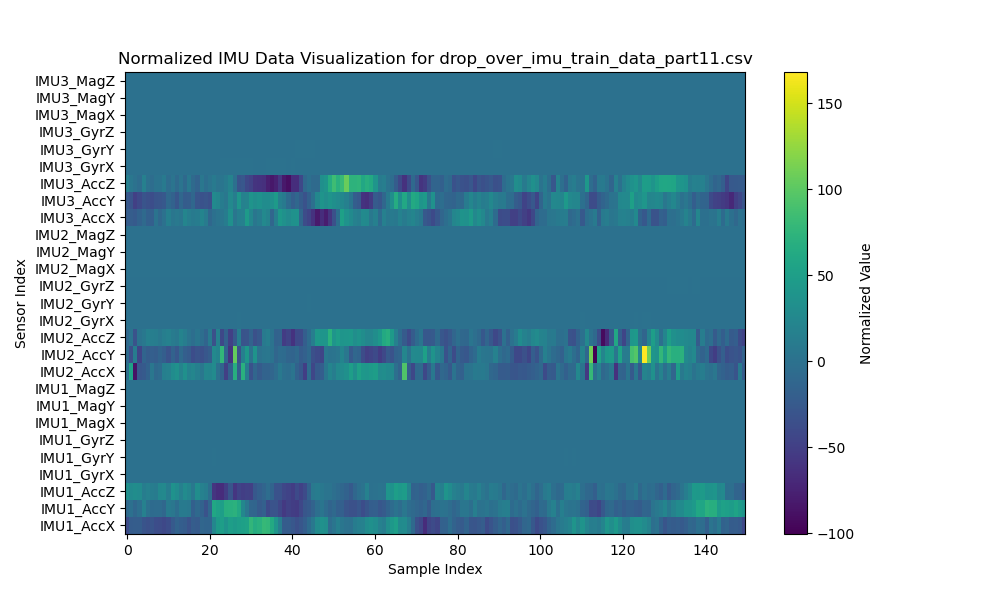 Normalized IMU Data Visualization for drop_over_imu_train_data_part11.csv
IMU3_MagZ
IMU3_MagY
IMU3_MagX
IMU3_GyrZ
IMU3_GyrY
IMU3_GyrX
IMU3_AccZ
IMU3_AccY
IMU3_AccX
IMU2_MagZ
IMU2_MagY
IMU2_MagX
IMU2_GyrZ
IMU2_GyrY
IMU2_GyrX
IMU2_AccZ
IMU2_AccY
IMU2_AccX
IMU1_MagZ
IMU1_MagY
IMU1_MagX
IMU1_GyrZ
IMU1_GyrY
IMU1_GyrX
IMU1_AccZ
IMU1_AccY
IMU1_AccX
Sensor Index
0 20 40 60 80 100 120 140
Sample Index
150
100
50
0
−50
−100
Normalized Value